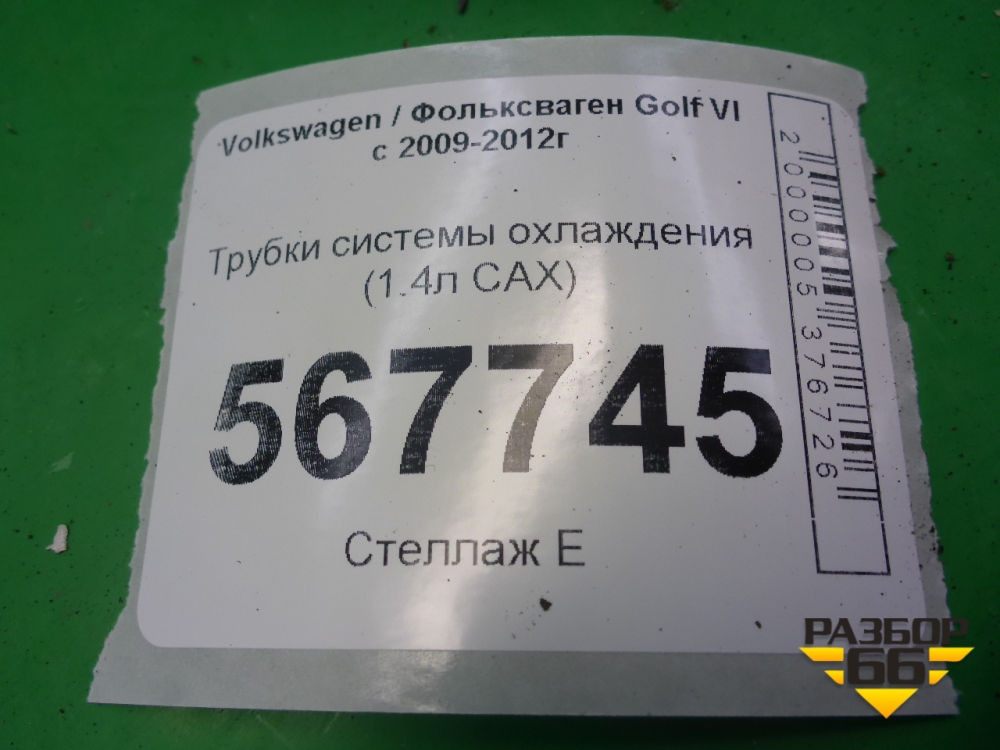 Volkswagen / Фольксваген Golf VI
с 2009-2012г
Трубки системы охлаждения
(1.4л CAX)
567745
Стеллаж Е
2000005376726
РАЗБОР
66